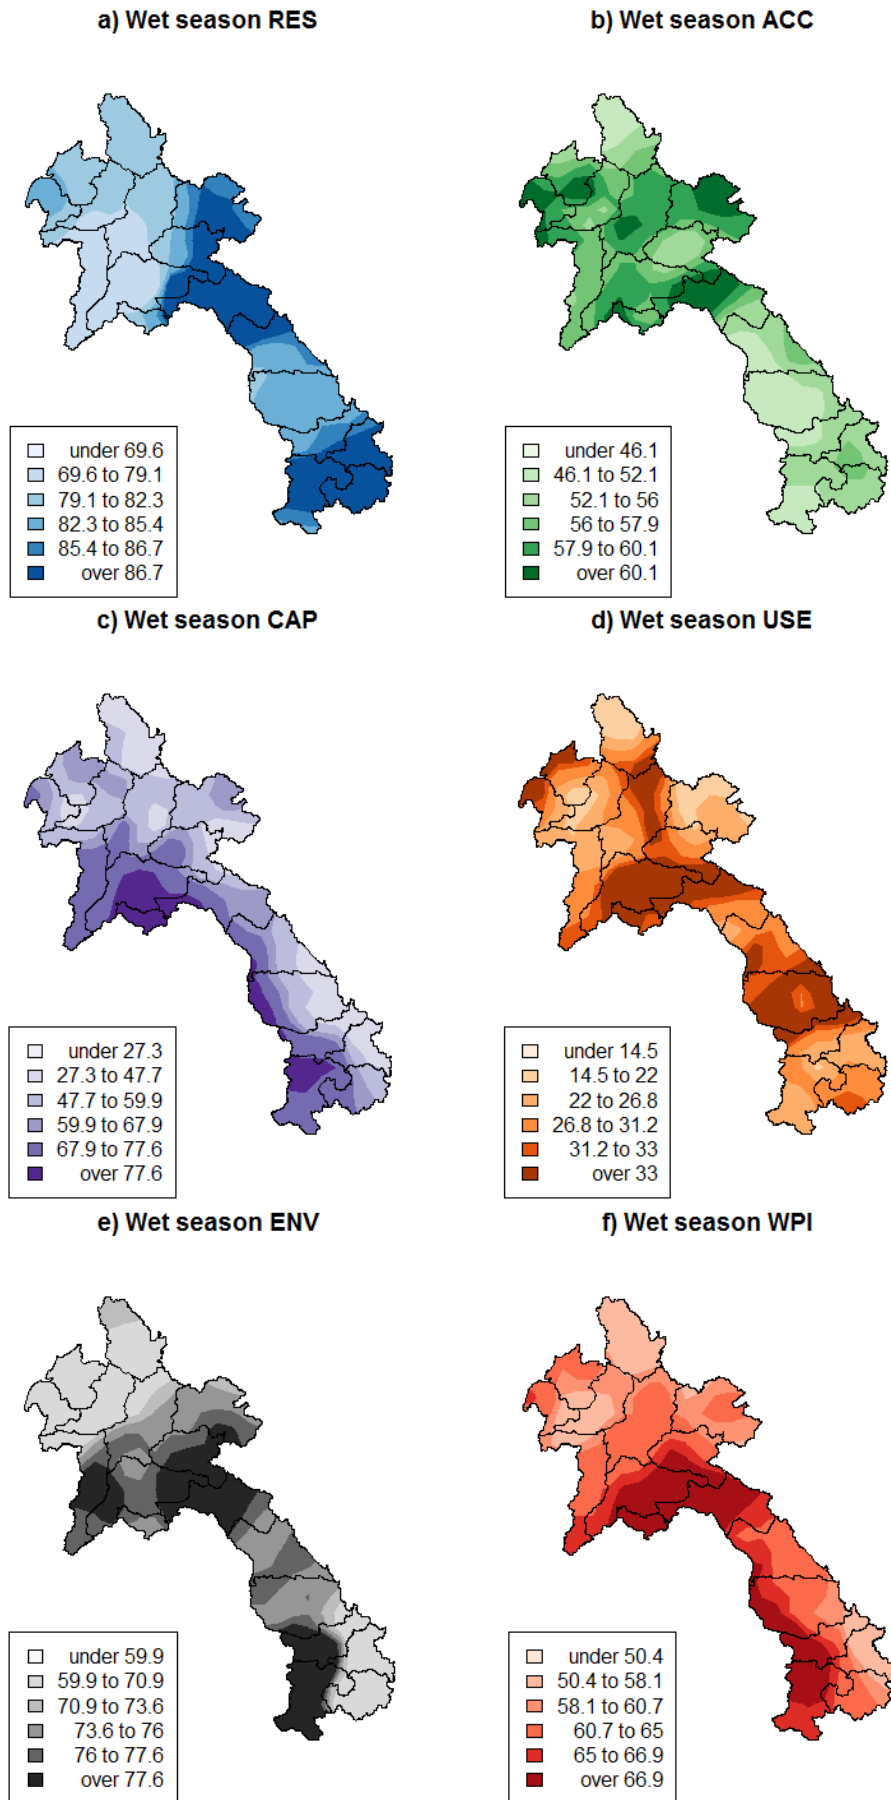 a) Wet season RES
b) Wet season ACC
under 69.6
69.6 to 79.1
79.1 to 82.3
82.3 to 85.4
85.4 to 86.7
over 86.7
under 46.1
46.1 to 52.1
52.1 to 56
56 to 57.9
57.9 to 60.1
over 60.1
c) Wet season CAP
d) Wet season USE
under 27.3
27.3 to 47.7
47.7 to 59.9
59.9 to 67.9
67.9 to 77.6
over 77.6
under 14.5
14.5 to 22
22 to 26.8
26.8 to 31.2
31.2 to 33
over 33
e) Wet season ENV
f) Wet season WPI
under 59.9
59.9 to 70.9
70.9 to 73.6
73.6 to 76
76 to 77.6
over 77.6
under 50.4
50.4 to 58.1
58.1 to 60.7
60.7 to 65
65 to 66.9
over 66.9